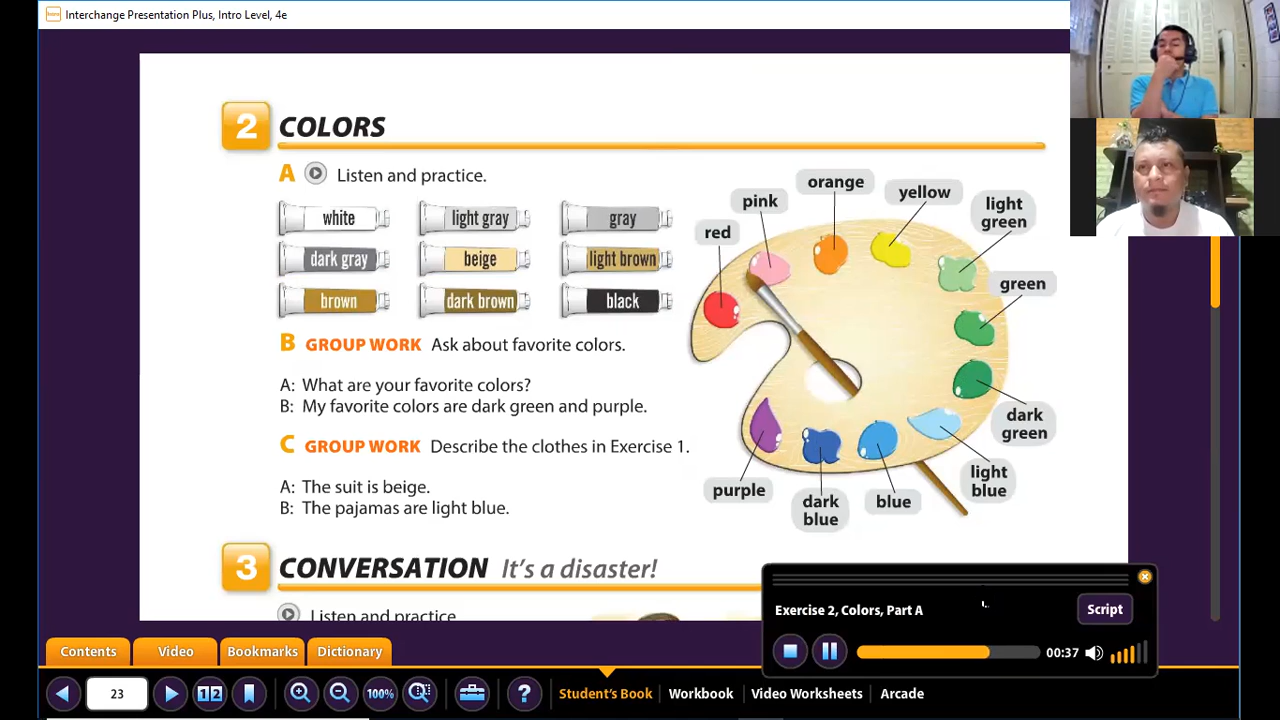 Interchange Presentation Plus, Intro Level, 4e
2 COLORS
A Listen and practice.
white light gray gray
dark gray beige light brown
brown dark brown black
B GROUP WORK Ask about favorite colors.
A: What are your favorite colors?
B: My favorite colors are dark green and purple.
C GROUP WORK Describe the clothes in Exercise 1.
A: The suit is beige.
B: The pajamas are light blue.
red
pink
orange
yellow
light
green
green
dark
green
light
blue
blue
dark
blue
purple
3 CONVERSATION It's a disaster!
Listen and practice
Exercise 2, Colors, Part A
Script
00:37
Contents Video Bookmarks Dictionary
23 1 2 100% ? Student's Book Workbook Video Worksheets Arcade